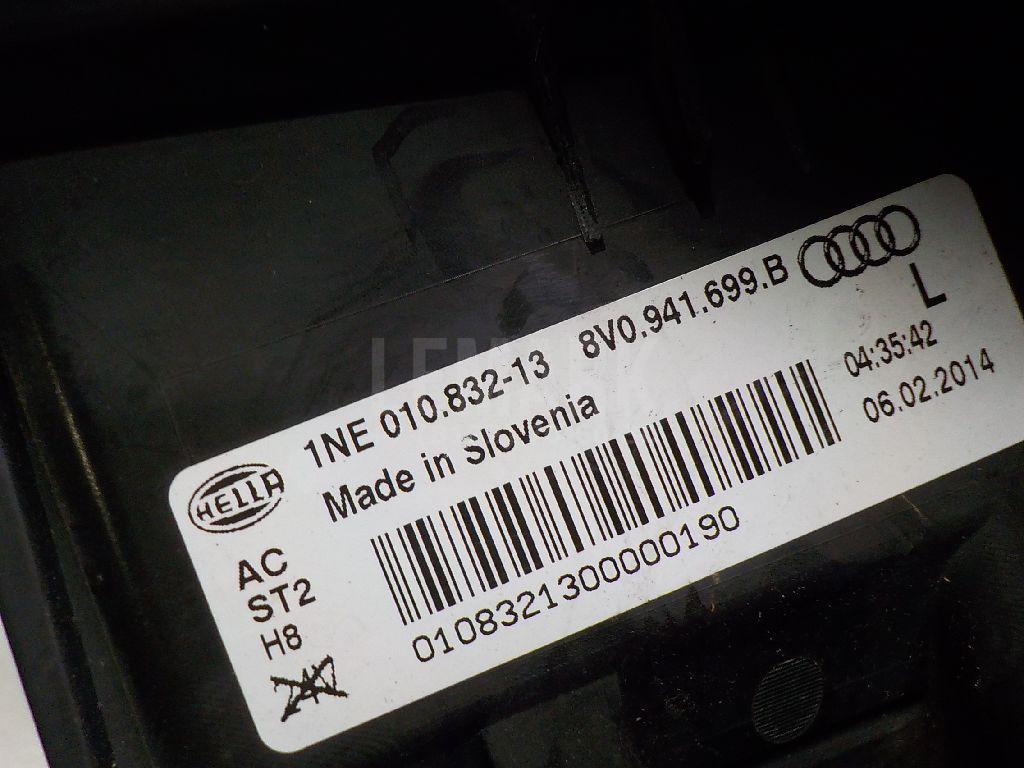 1NE 010.832-13 8V0.941.699.B
L
HELLA
Made in Slovenia
04:35:42
06.02.2014
AC
ST2
H8
010832130000190